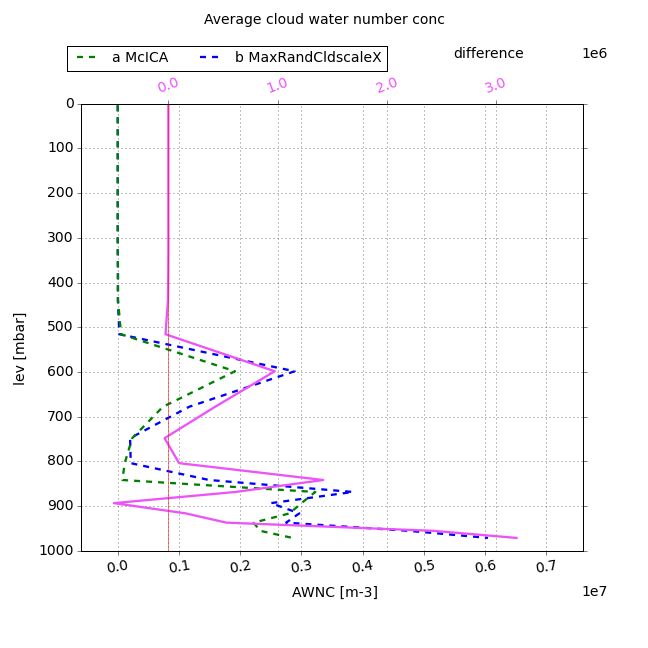 Average cloud water number conc
a McICA b MaxRandCldscaleX difference 1e6
0.0 1.0 2.0 3.0
0
100
200
300
400
500
600
700
800
900
1000
lev [mbar]
0.0 0.1 0.2 0.3 0.4 0.5 0.6 0.7
AWNC [m-3] 1e7